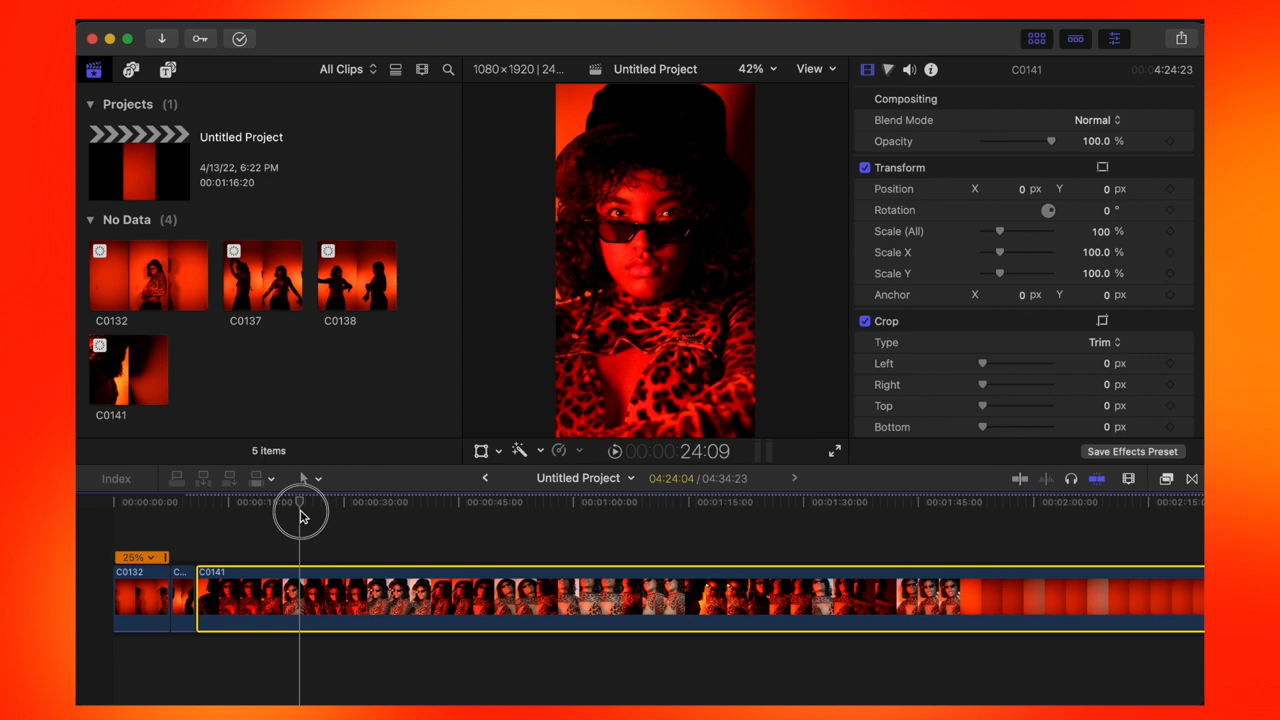 All Clips
1080×1920 | 24...
Untitled Project
42%
View
C0141
00:00:04:24:23
Projects (1)
Untitled Project
4/13/22, 6:22 PM
00:01:16:20
No Data (4)
C0132
C0137
C0138
C0141
5 items
00:00:00:24:09
Compositing
Blend Mode
Normal
Opacity
100.0 %
Transform
Position
X
0 px
Y
0 px
Rotation
0 °
Scale (All)
100 %
Scale X
100.0 %
Scale Y
100.0 %
Anchor
X
0 px
Y
0 px
Crop
Type
Trim
Left
0 px
Right
0 px
Top
0 px
Bottom
0 px
Save Effects Preset
Index
Untitled Project
04:24:04 / 04:34:23
00:00:00:00
00:00:30:00
00:00:45:00
00:01:00:00
00:01:15:00
00:01:30:00
00:01:45:00
00:02:00:00
25%
C0132
C...
C0141